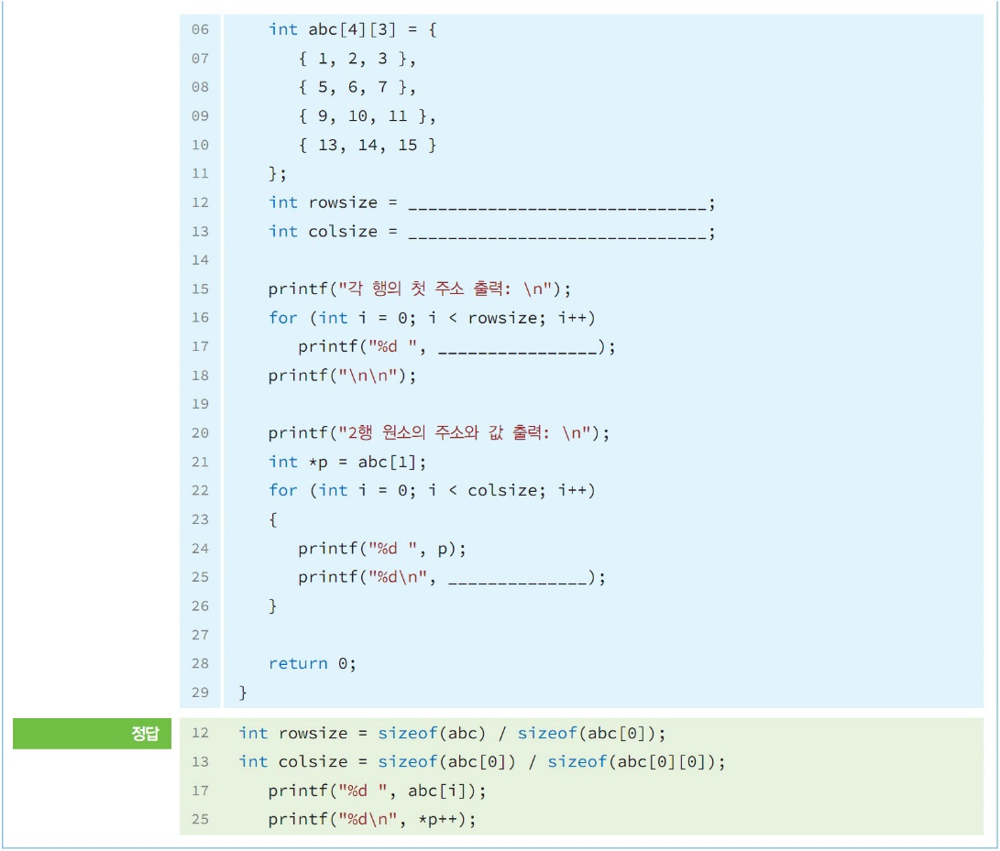 06 int abc[4][3] = {
07 { 1, 2, 3 },
08 { 5, 6, 7 },
09 { 9, 10, 11 },
10 { 13, 14, 15 }
11 };
12 int rowsize = ______________________________;
13 int colsize = ______________________________;
14
15 printf("각 행의 첫 주소 출력: \n");
16 for (int i = 0; i < rowsize; i++)
17 printf("%d ", ________________);
18 printf("\n\n");
19
20 printf("2행 원소의 주소와 값 출력: \n");
21 int *p = abc[1];
22 for (int i = 0; i < colsize; i++)
23 {
24 printf("%d ", p);
25 printf("%d\n", ______________);
26 }
27
28 return 0;
29 }
정답
12 int rowsize = sizeof(abc) / sizeof(abc[0]);
13 int colsize = sizeof(abc[0]) / sizeof(abc[0][0]);
17 printf("%d ", abc[i]);
25 printf("%d\n", *p++);